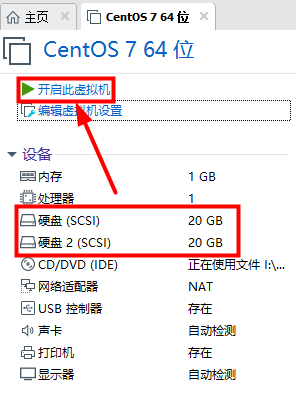 主页
CentOS 7 64 位
CentOS 7 64 位
开启此虚拟机
编辑虚拟机设置
设备
内存 1 GB
处理器 1
硬盘 (SCSI) 20 GB
硬盘 2 (SCSI) 20 GB
CD/DVD (IDE) 正在使用文件 I:\...
网络适配器 NAT
USB 控制器 存在
声卡 自动检测
打印机 存在
显示器 自动检测